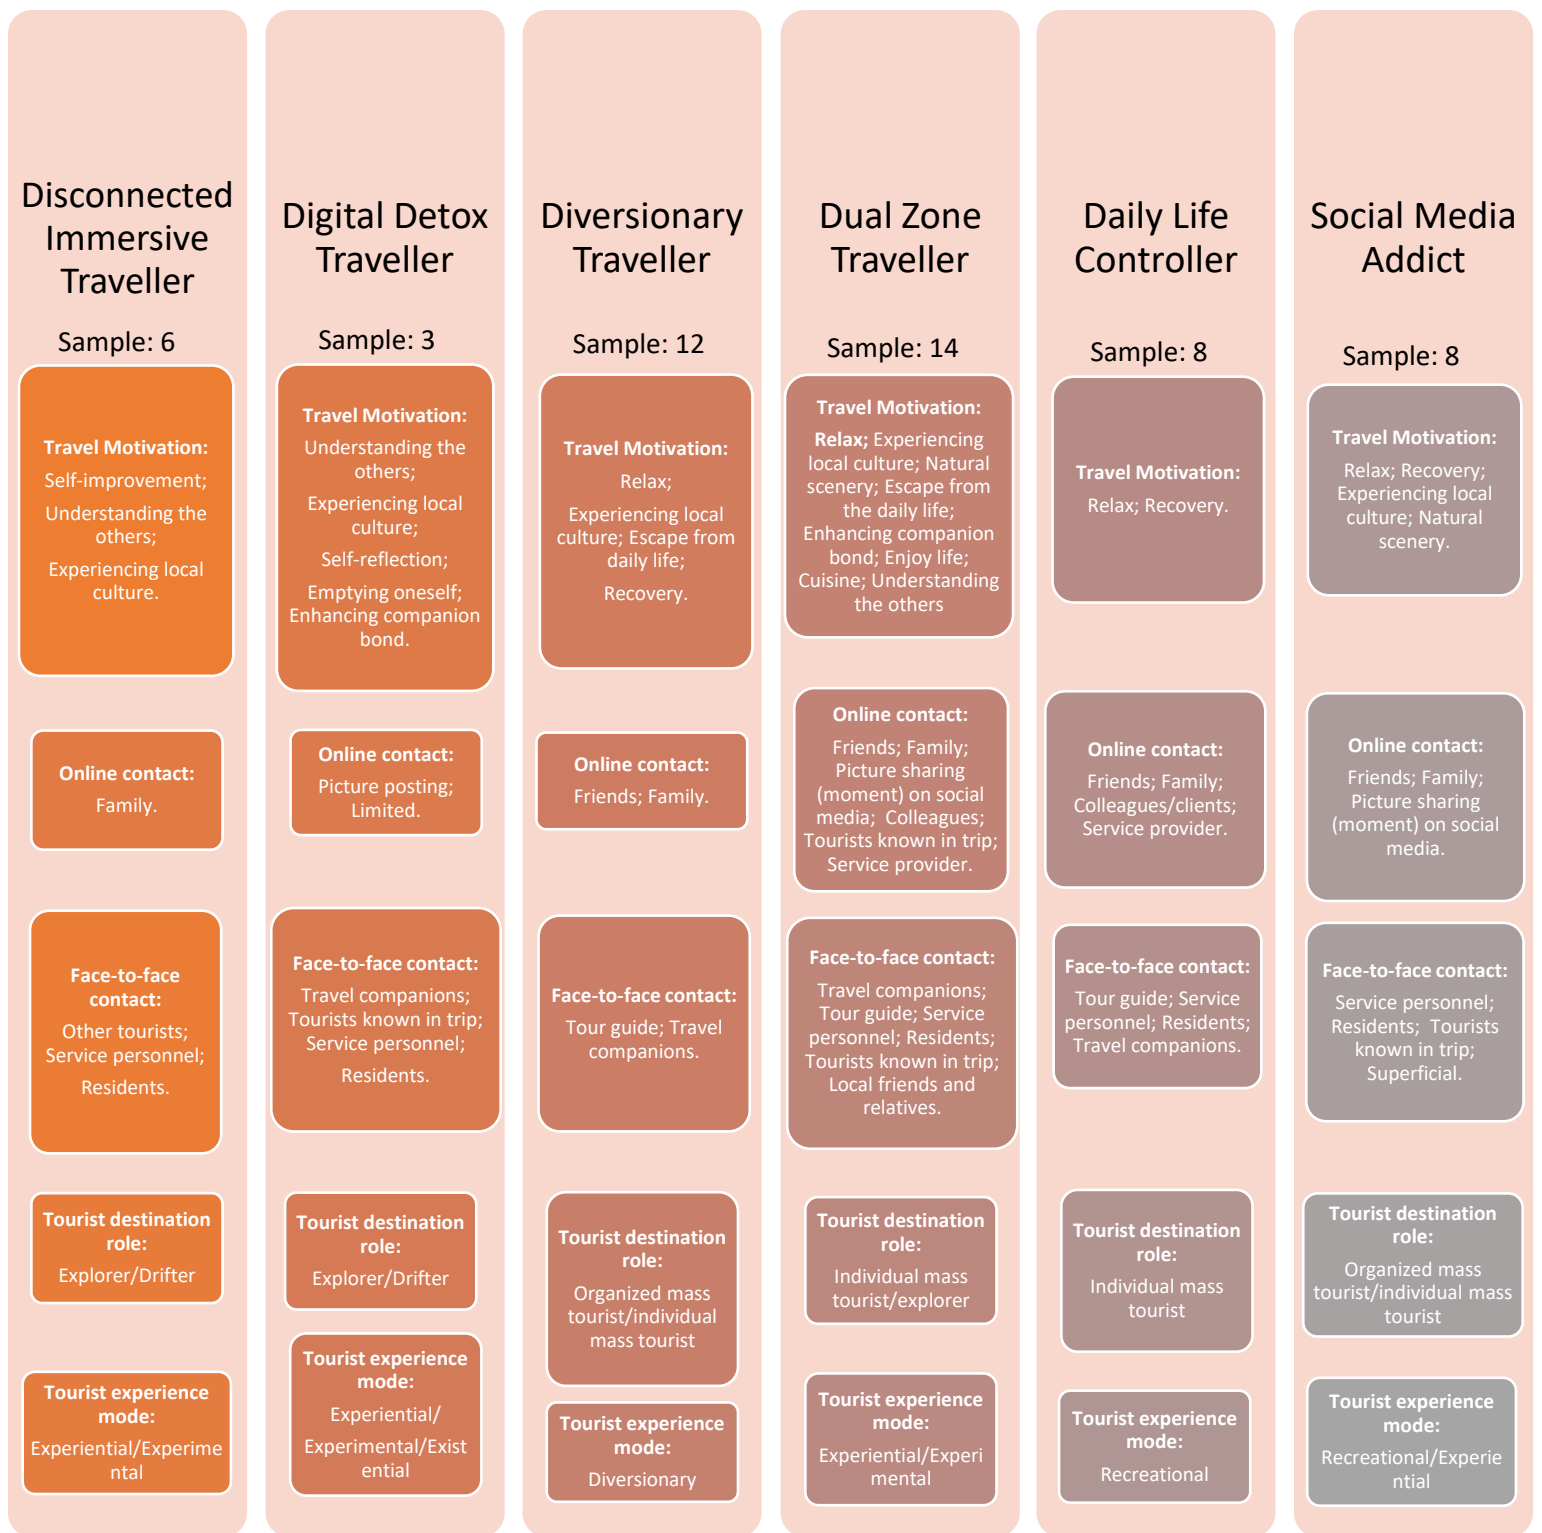 Disconnected
Immersive
Traveller
Sample: 6
Travel Motivation:
Self-improvement;
Understanding the
others;
Experiencing local
culture.
Online contact:
Family.
Face-to-face
contact:
Other tourists;
Service personnel;
Residents.
Tourist destination
role:
Explorer/Drifter
Tourist experience
mode:
Experiential/Experime
ntal
Digital Detox
Traveller
Sample: 3
Travel Motivation:
Understanding the
others;
Experiencing local
culture;
Self-reflection;
Emptying oneself;
Enhancing companion
bond.
Online contact:
Picture posting;
Limited.
Face-to-face contact:
Travel companions;
Tourists known in trip;
Service personnel;
Residents.
Tourist destination
role:
Explorer/Drifter
Tourist experience
mode:
Experiential/
Experimental/Exist
ential
Diversionary
Traveller
Sample: 12
Travel Motivation:
Relax;
Experiencing local
culture; Escape from
daily life;
Recovery.
Online contact:
Friends; Family.
Face-to-face contact:
Tour guide; Travel
companions.
Tourist destination
role:
Organized mass
tourist/individual
mass tourist
Tourist experience
mode:
Diversionary
Dual Zone
Traveller
Sample: 14
Travel Motivation:
Relax; Experiencing
local culture; Natural
scenery; Escape from
the daily life;
Enhancing companion
bond; Enjoy life;
Cuisine; Understanding
the others
Online contact:
Friends; Family;
Picture sharing
(moment) on social
media;  Colleagues;
Tourists known in trip;
Service provider.
Face-to-face contact:
Travel companions;
Tour guide; Service
personnel; Residents;
Tourists known in trip;
Local friends and
relatives.
Tourist destination
role:
Individual mass
tourist/explorer
Tourist experience
mode:
Experiential/Experi
mental
Daily Life
Controller
Sample: 8
Travel Motivation:
Relax; Recovery.
Online contact:
Friends; Family;
Colleagues/clients;
Service provider.
Face-to-face contact:
Tour guide; Service
personnel; Residents;
Travel companions.
Tourist destination
role:
Individual mass
tourist
Tourist experience
mode:
Recreational
Social Media
Addict
Sample: 8
Travel Motivation:
Relax; Recovery;
Experiencing local
culture; Natural
scenery.
Online contact:
Friends; Family;
Picture sharing
(moment) on social
media.
Face-to-face contact:
Service personnel;
Residents;  Tourists
known in trip;
Superficial.
Tourist destination
role:
Organized mass
tourist/individual mass
tourist
Tourist experience
mode:
Recreational/Experie
ntial